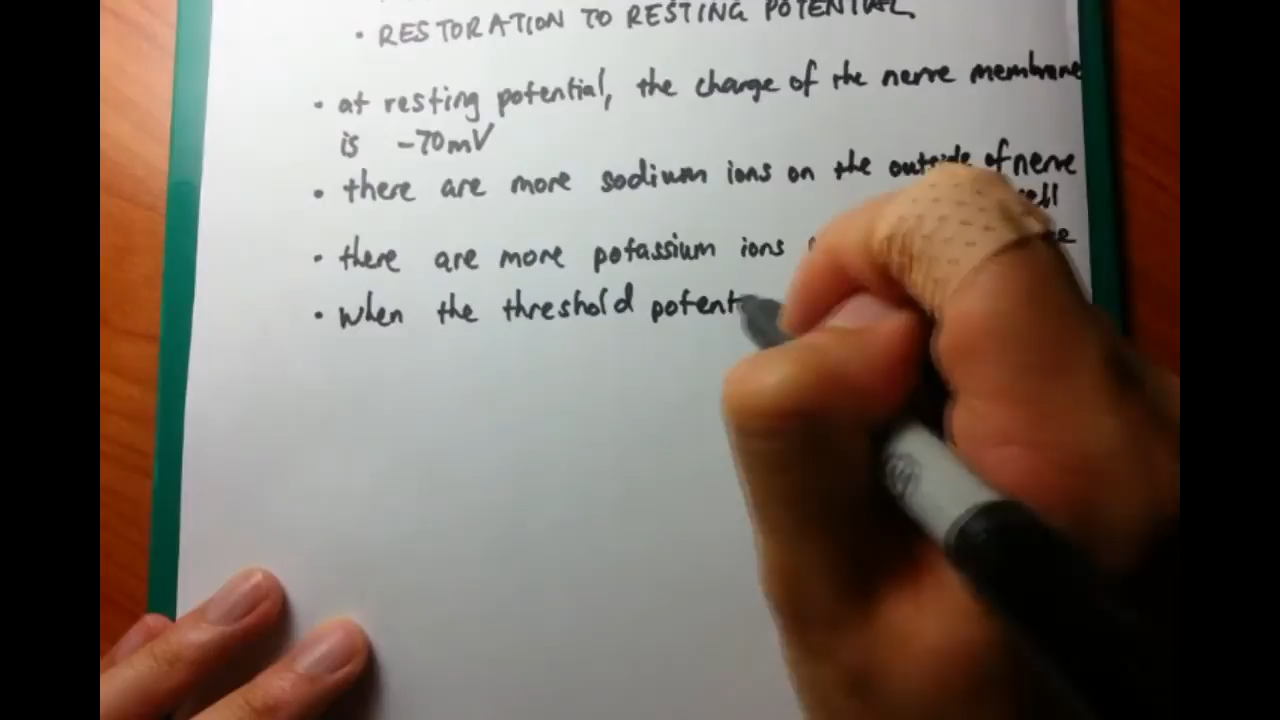 • RESTORATION TO RESTING POTENTIAL
• at resting potential, the charge of the nerve membrane
is -70mV
• there are more sodium ions on the outside of nerve
cell
• there are more potassium ions
• when the threshold potent